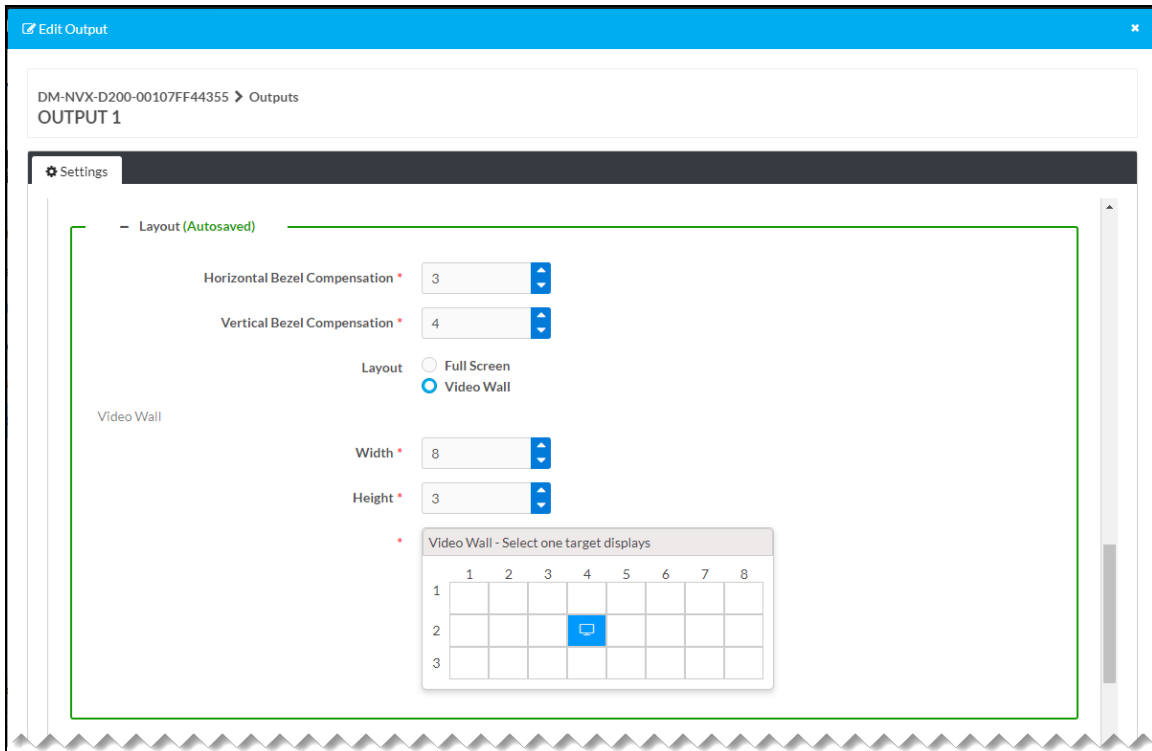 Edit Output
DM-NVX-D200-00107FF44355 > Outputs
OUTPUT 1
Settings
– Layout (Autosaved)
Horizontal Bezel Compensation * 3
Vertical Bezel Compensation * 4
Layout Full Screen
Video Wall
Video Wall
Width * 8
Height * 3
* Video Wall - Select one target displays
1 2 3 4 5 6 7 8
1
2
3